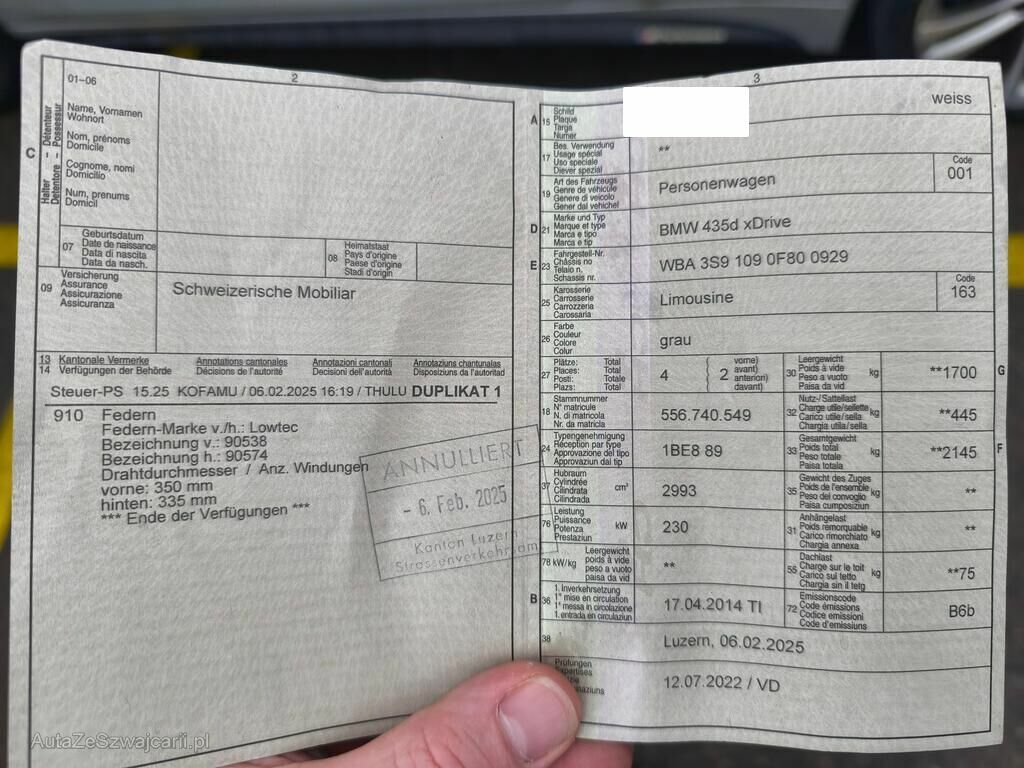 2
01–06
Halter – Détenteur
Detentore – Possessur
C
Name, Vornamen
Wohnort
Nom, prénoms
Domicile
Cognome, nomi
Domicilio
Num, prenums
Domicil
07
Geburtsdatum
Date de naissance
Data di nascita
Data da nasch.
08
Heimatstaat
Pays d'origine
Paese d'origine
Stadi d'origin
09
Versicherung
Assurance
Assicurazione
Assicuranza
Schweizerische Mobiliar
13 Kantonale Vermerke Annotations cantonales Annotazioni cantonali Annotaziuns chantunalas
14 Verfügungen der Behörde Décisions de l'autorité Decisioni dell'autorità Disposiziuns da l'autoritad
Steuer-PS 15.25 KOFAMU / 06.02.2025 16:19 / THULU DUPLIKAT 1
910 Federn
Federn-Marke v./h.: Lowtec
Bezeichnung v.: 90538
Bezeichnung h.: 90574
Drahtdurchmesser / Anz. Windungen
vorne: 350 mm
hinten: 335 mm
*** Ende der Verfügungen ***
ANNULLIERT
- 6. Feb. 2025
Kanton Luzern
Strassenverkehrsamt
3
A 15
Schild
Plaque
Targa
Numer
weiss
17
Bes. Verwendung
Usage spécial
Uso speciale
Diever spezial
**
19
Art des Fahrzeugs
Genre de véhicule
Genere di veicolo
Gener dal vehichel
Personenwagen
Code
001
D 21
Marke und Typ
Marque et type
Marca e tipo
Marca e tip
BMW 435d xDrive
E 23
Fahrgestell-Nr.
Châssis no
Telaio n.
Schassis nr.
WBA 3S9 109 0F80 0929
25
Karosserie
Carrosserie
Carrozzeria
Carossaria
Limousine
Code
163
26
Farbe
Couleur
Colore
Colur
grau
27
Plätze: Total
Places: Total
Posti: Totale
Plazs: Total
4
2
vorne)
avant)
anteriori)
davant)
30
Leergewicht
Poids à vide
Peso a vuoto
Paisa da vid
kg
**1700
G
18
Stammnummer
N° matricule
N. di matricola
Nr. da matricla
556.740.549
32
Nutz-/Sattellast
Charge utile/sellette
Carico utile/sella
Chargia utila/sella
kg
**445
24
Typengenehmigung
Réception par type
Approvazione del tipo
Approvaziun dal tip
1BE8 89
33
Gesamtgewicht
Poids total
Peso totale
Paisa totala
kg
**2145
F
37
Hubraum
Cylindrée
Cilindrata
Cilindrada
cm³
2993
35
Gewicht des Zuges
Poids de l'ensemble
Peso del convoglio
Paisa cumposiziun
kg
**
76
Leistung
Puissance
Potenza
Prestaziun
kW
230
31
Anhängelast
Poids remorquable
Carico rimorchiato
Chargia annexa
kg
**
78 kW/kg
Leergewicht
poids à vide
peso a vuoto
paisa da vid
**
55
Dachlast
Charge sur le toit
Carico sul tetto
Chargia sin il tetg
kg
**75
B 36
1. Inverkehrsetzung
1re mise en circulation
1a messa in circolazione
1. entrada en circulaziun
17.04.2014 TI
72
Emissionscode
Code émissions
Codice emissioni
Code d'emissiuns
B6b
38
Luzern, 06.02.2025
Prüfungen
Expertises
12.07.2022 / VD
AutaZeSzwajcarii.pl